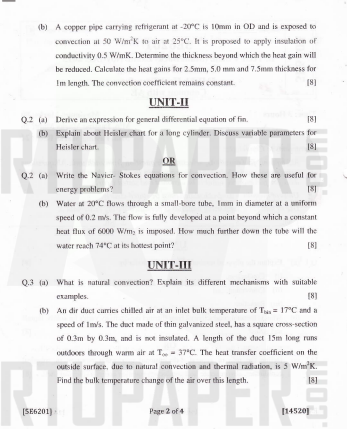 (b) A copper pipe carrying refrigerant at -20°C is 10mm in OD and is exposed to
convection at 50 W/m²K to air at 25°C. It is proposed to apply insulation of
conductivity 0.5 W/mK. Determine the thickness beyond which the heat gain will
be reduced. Calculate the heat gains for 2.5mm, 5.0 mm and 7.5mm thickness for
1m length. The convection coefficient remains constant. [8]
UNIT-II
Q.2 (a) Derive an expression for general differential equation of fin. [8]
(b) Explain about Heisler chart for a long cylinder. Discuss variable parameters for
Heisler chart. [8]
OR
Q.2 (a) Write the Navier- Stokes equations for convection. How these are useful for
energy problems? [8]
(b) Water at 20°C flows through a small-bore tube, 1mm in diameter at a uniform
speed of 0.2 m/s. The flow is fully developed at a point beyond which a constant
heat flux of 6000 W/m₂ is imposed. How much further down the tube will the
water reach 74°C at its hottest point? [8]
UNIT-III
Q.3 (a) What is natural convection? Explain its different mechanisms with suitable
examples. [8]
(b) An dir duct carries chilled air at an inlet bulk temperature of Tbin = 17°C and a
speed of 1m/s. The duct made of thin galvanized steel, has a square cross-section
of 0.3m by 0.3m, and is not insulated. A length of the duct 15m long runs
outdoors through warm air at T∞ = 37°C. The heat transfer coefficient on the
outside surface, due to natural convection and thermal radiation, is 5 W/m²K.
Find the bulk temperature change of the air over this length. [8]
[5E6201] Page 2 of 4 [14520]
RTUPAPER
.COM
RTUPAPER
.COM